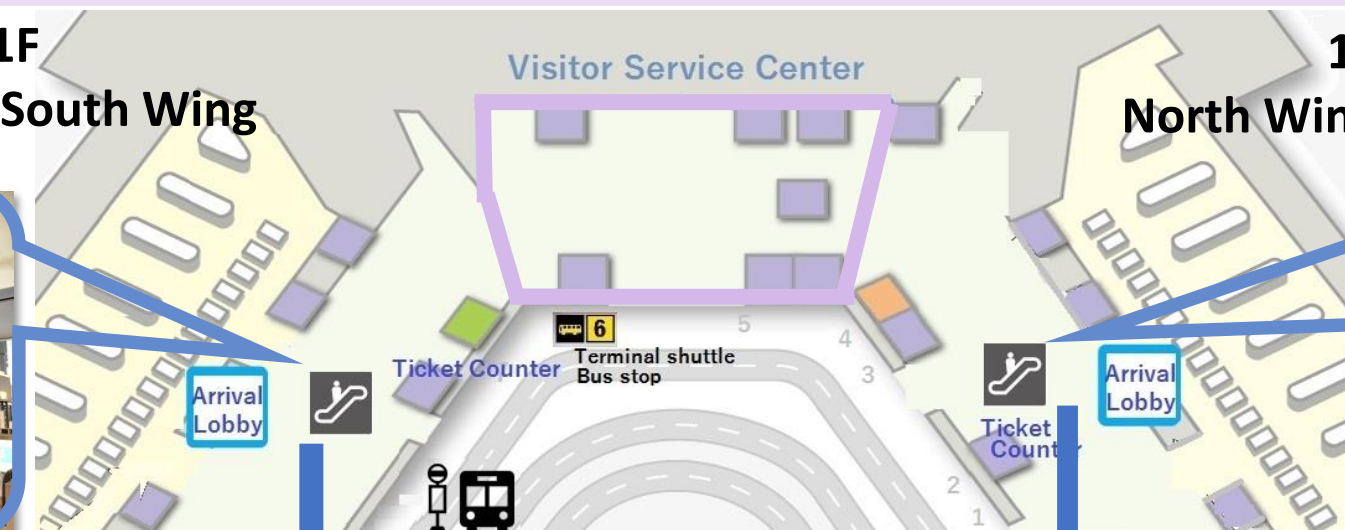 1F
South Wing
Visitor Service Center
North Win
6
Terminal shuttle
Bus stop
5
4
3
2
1
Ticket Counter
Arrival
Lobby
Arrival
Lobby
Ticket
Counter